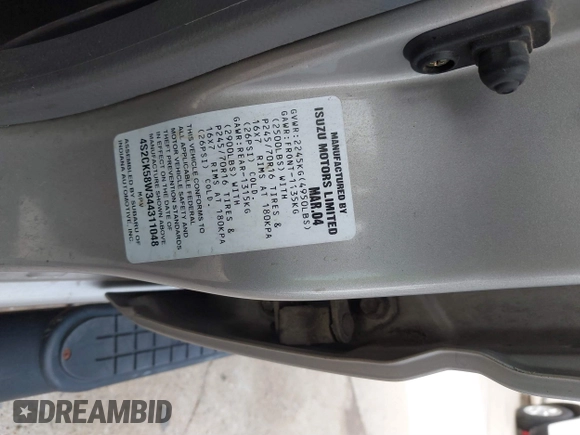 MANUFACTURED BY
ISUZU MOTORS LIMITED
MAR.04
GVWR:2245KG(4950LBS)
GAWR:FRONT-1135KG
(2500LBS)WITH
P245/70R16 TIRES &
16X7 RIMS AT 180KPA
(26PSI) COLD.
GAWR:REAR-1315KG
(2900LBS)WITH
P245/70R16 TIRES &
16X7 RIMS AT 180KPA
(26PSI) COLD.
THIS VEHICLE CONFORMS TO
ALL APPLICABLE FEDERAL
MOTOR VEHICLE SAFETY AND
THEFT PREVENTION STANDARDS
IN EFFECT ON THE DATE OF
MANUFACTURE SHOWN ABOVE
4S2CK58W344311048
MPV
ASSEMBLED BY SUBARU OF
INDIANA AUTOMOTIVE, INC.
DREAMBID